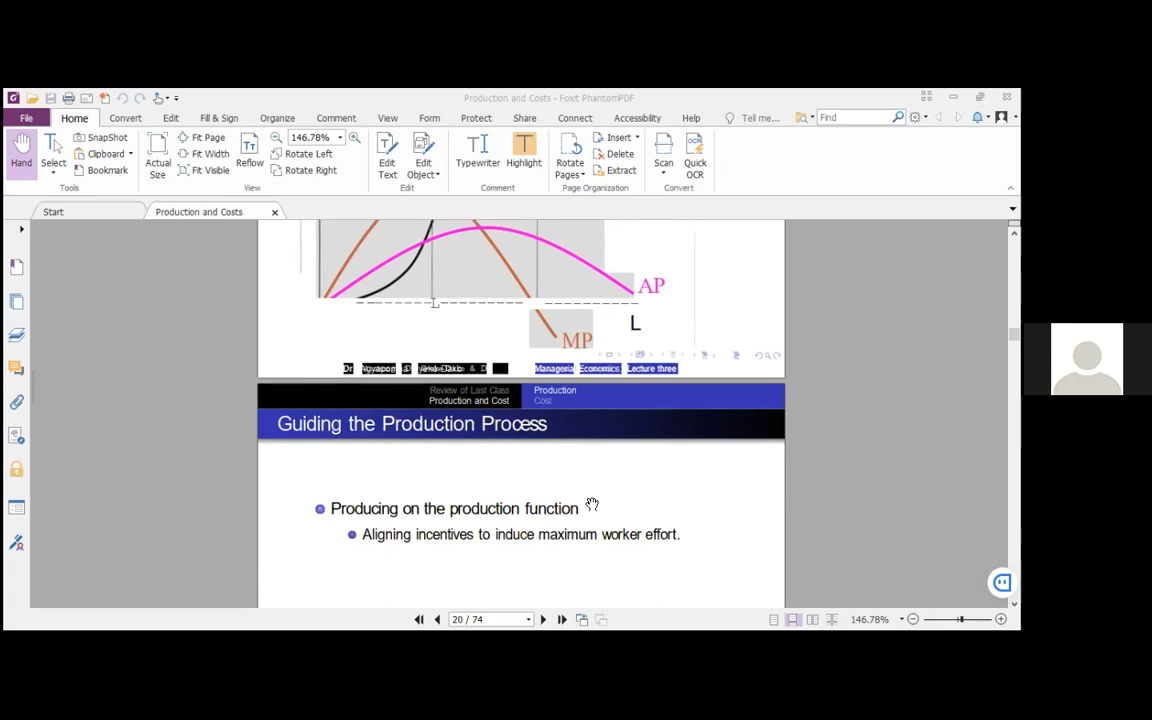 Production and Costs - Foxit PhantomPDF
File Home Convert Edit Fill & Sign Organize Comment View Form Protect Share Connect Accessibility Help Tell me... Find
Hand
Select
SnapShot
Clipboard
Bookmark
Tools
Actual Size
Fit Page
Fit Width
Fit Visible
Reflow
146.78%
Rotate Left
Rotate Right
View
Edit Text
Edit Object
Edit
Typewriter
Highlight
Comment
Rotate Pages
Insert
Delete
Extract
Page Organization
Scan
Quick OCR
Convert
Start
Production and Costs
AP
L
L
MP
Dr
Managerial Economics: Lecture three
Review of Last Class
Production and Cost
Production
Cost
Guiding the Production Process
Producing on the production function
Aligning incentives to induce maximum worker effort.
20 / 74
146.78%